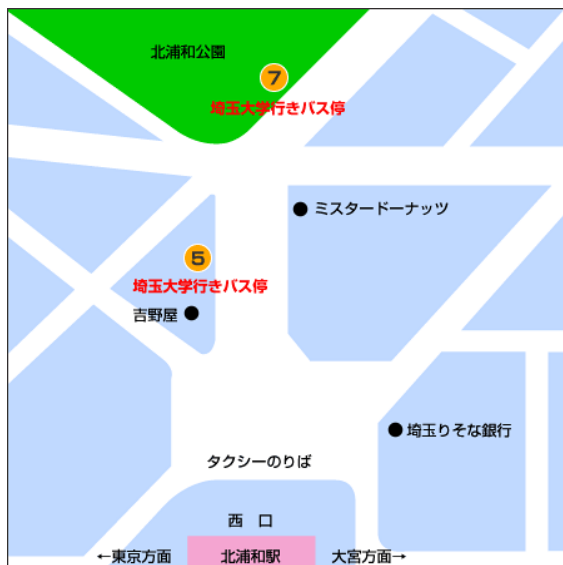 北浦和公園
7
埼玉大学行きバス停
ミスタードーナッツ
5
埼玉大学行きバス停
吉野屋
埼玉りそな銀行
タクシーのりば
西 口
←東京方面
北浦和駅
大宮方面→